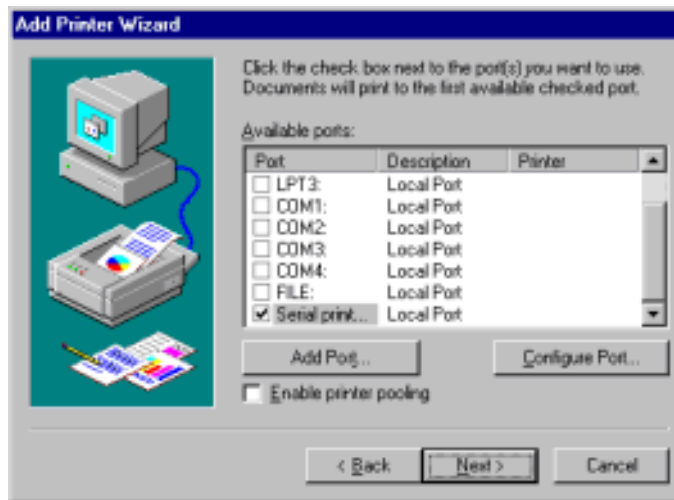 Add Printer Wizard
Click the check box next to the port(s) you want to use.
Documents will print to the first available checked port.
Available ports:
Port Description Printer
LPT3: Local Port
COM1: Local Port
COM2: Local Port
COM3: Local Port
COM4: Local Port
FILE: Local Port
Serial print... Local Port
Add Port... Configure Port...
Enable printer pooling
< Back Next > Cancel